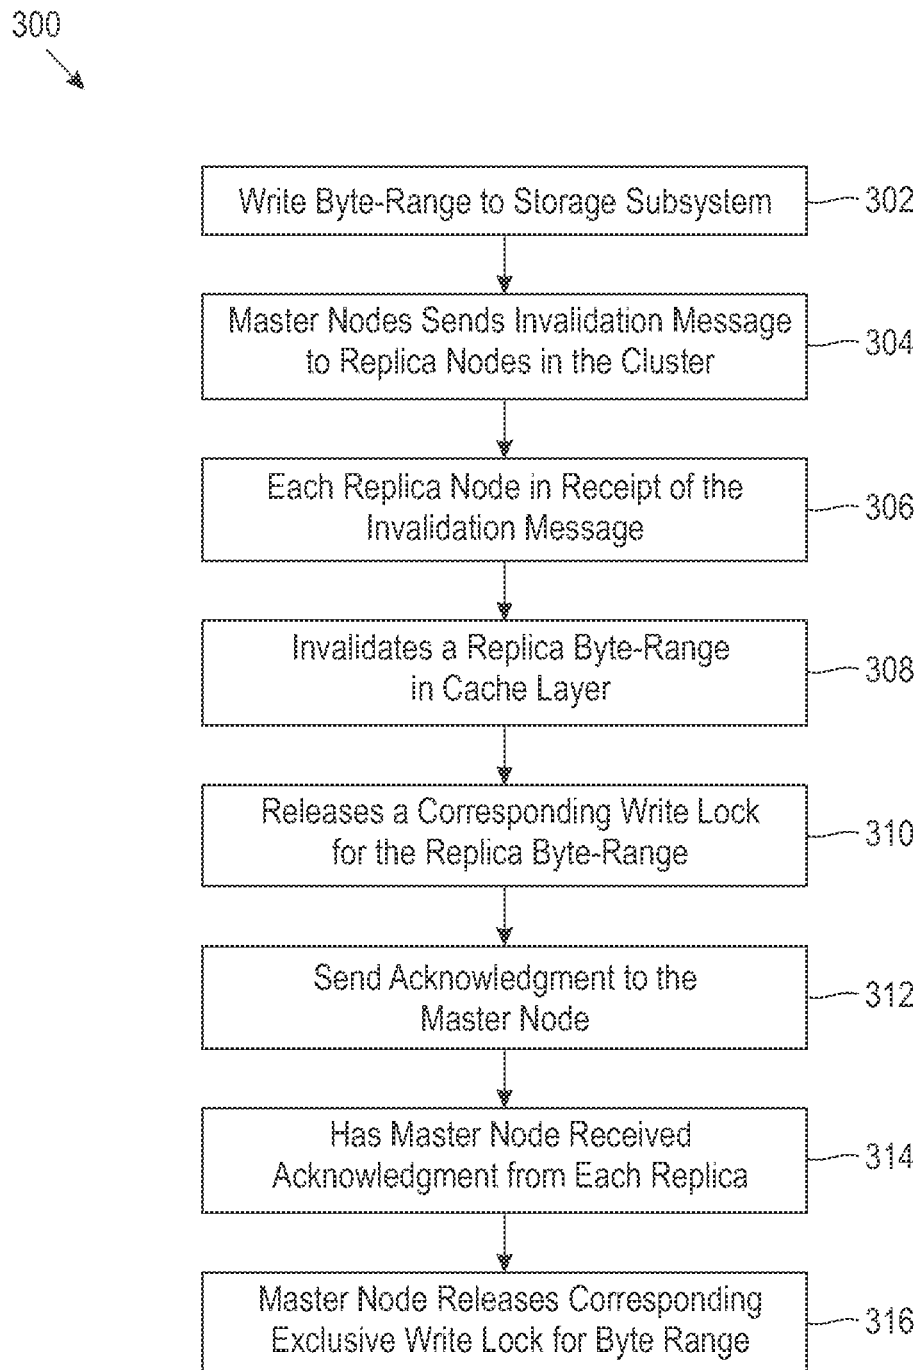 300
Write Byte-Range to Storage Subsystem
302
Master Nodes Sends Invalidation Message
to Replica Nodes in the Cluster
304
Each Replica Node in Receipt of the
Invalidation Message
306
Invalidates a Replica Byte-Range
in Cache Layer
308
Releases a Corresponding Write Lock
for the Replica Byte-Range
310
Send Acknowledgment to the
Master Node
312
Has Master Node Received
Acknowledgment from Each Replica
314
Master Node Releases Corresponding
Exclusive Write Lock for Byte Range
316